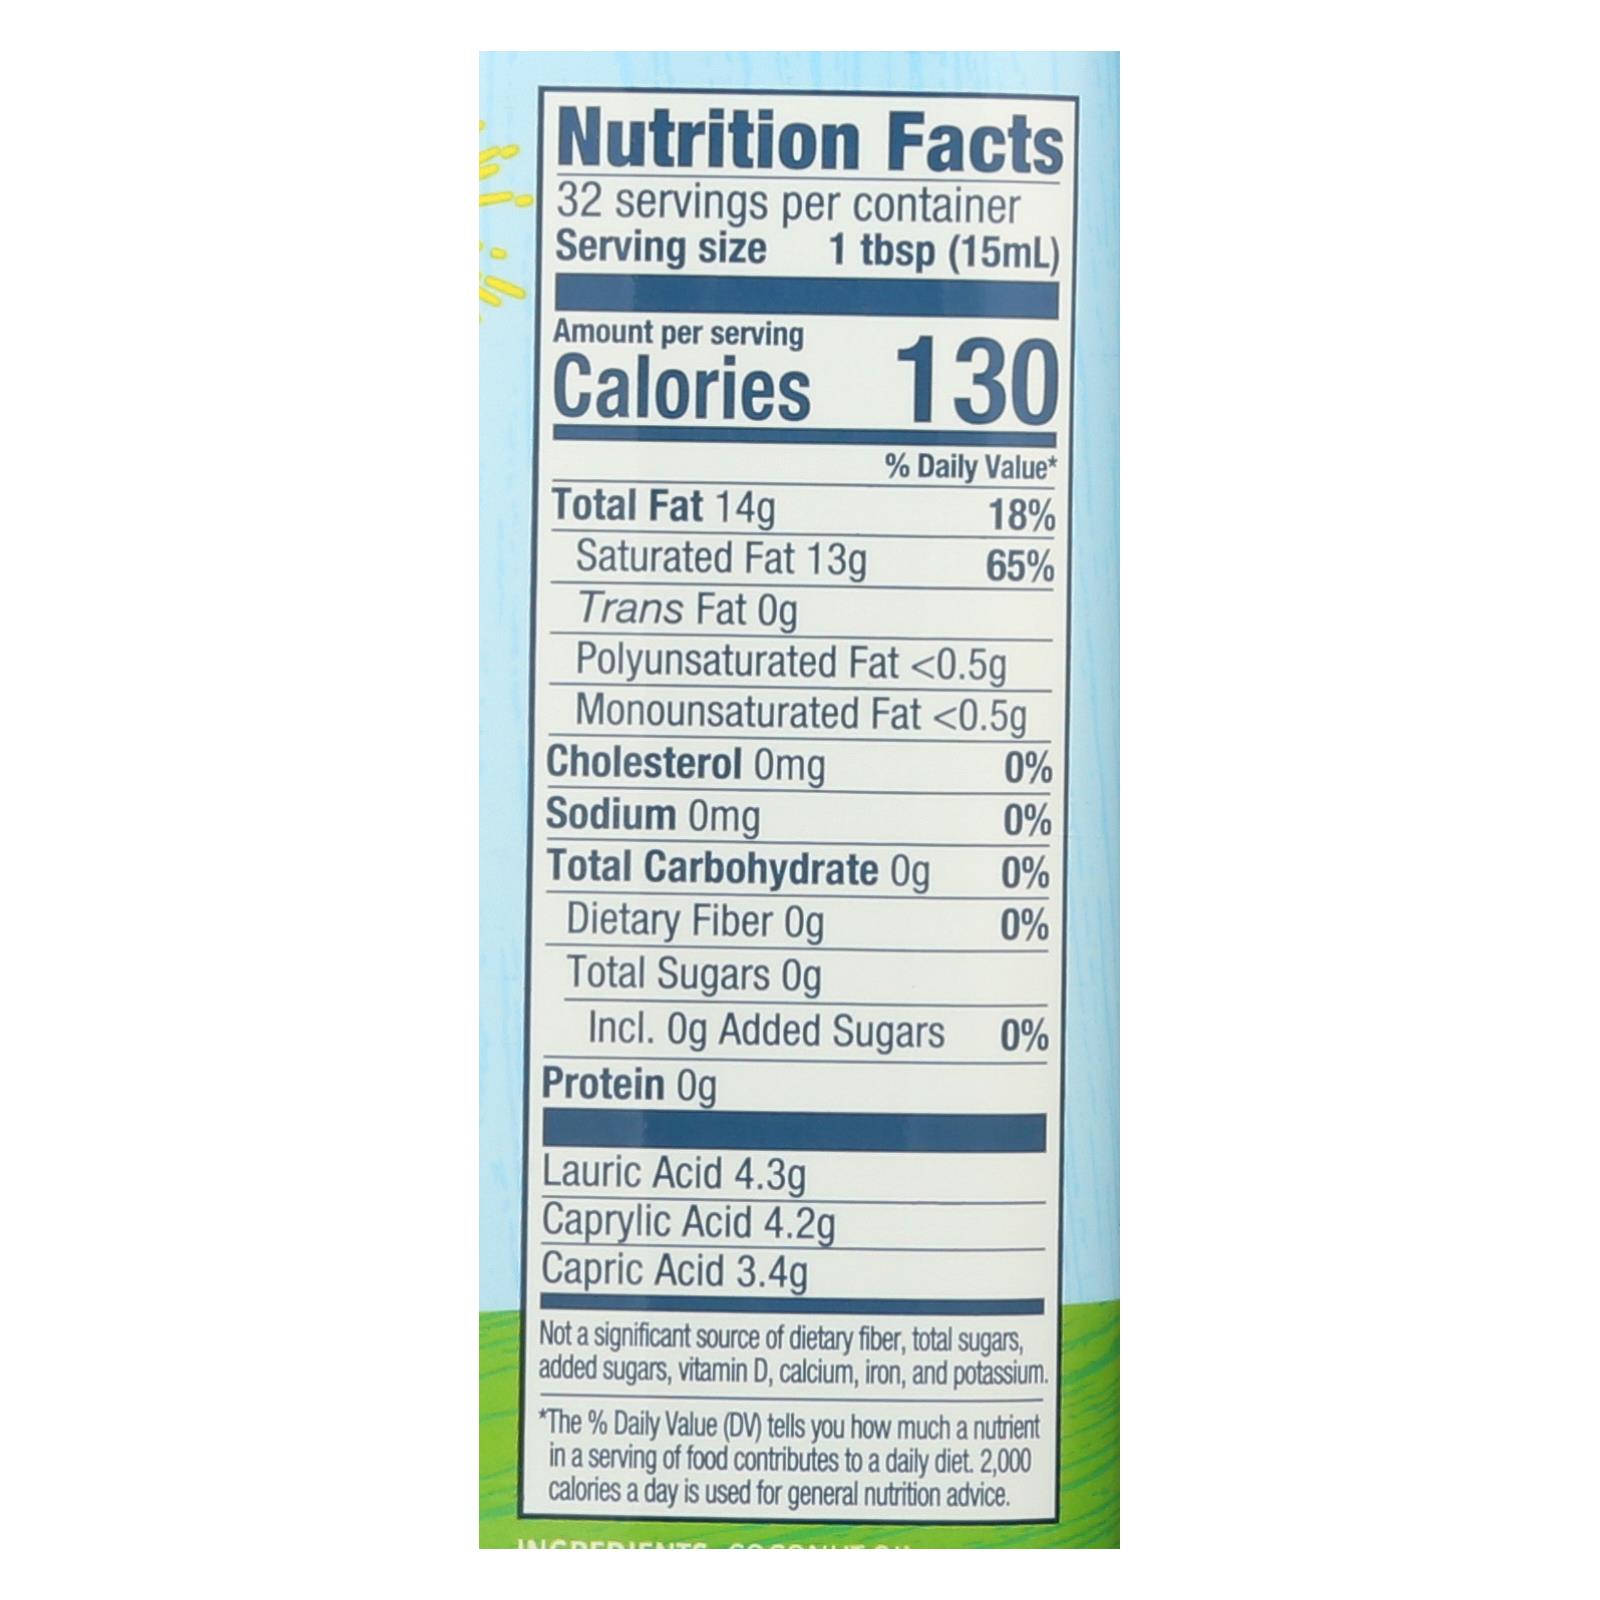 Nutrition Facts
32 servings per container
Serving size 1 tbsp (15mL)
Amount per serving
Calories 130
% Daily Value*
Total Fat 14g 18%
Saturated Fat 13g 65%
Trans Fat 0g
Polyunsaturated Fat <0.5g
Monounsaturated Fat <0.5g
Cholesterol 0mg 0%
Sodium 0mg 0%
Total Carbohydrate 0g 0%
Dietary Fiber 0g 0%
Total Sugars 0g
Incl. 0g Added Sugars 0%
Protein 0g
Lauric Acid 4.3g
Caprylic Acid 4.2g
Capric Acid 3.4g
Not a significant source of dietary fiber, total sugars,
added sugars, vitamin D, calcium, iron, and potassium.
*The % Daily Value (DV) tells you how much a nutrient
in a serving of food contributes to a daily diet. 2,000
calories a day is used for general nutrition advice.
INGREDIENTS COCONUT OIL